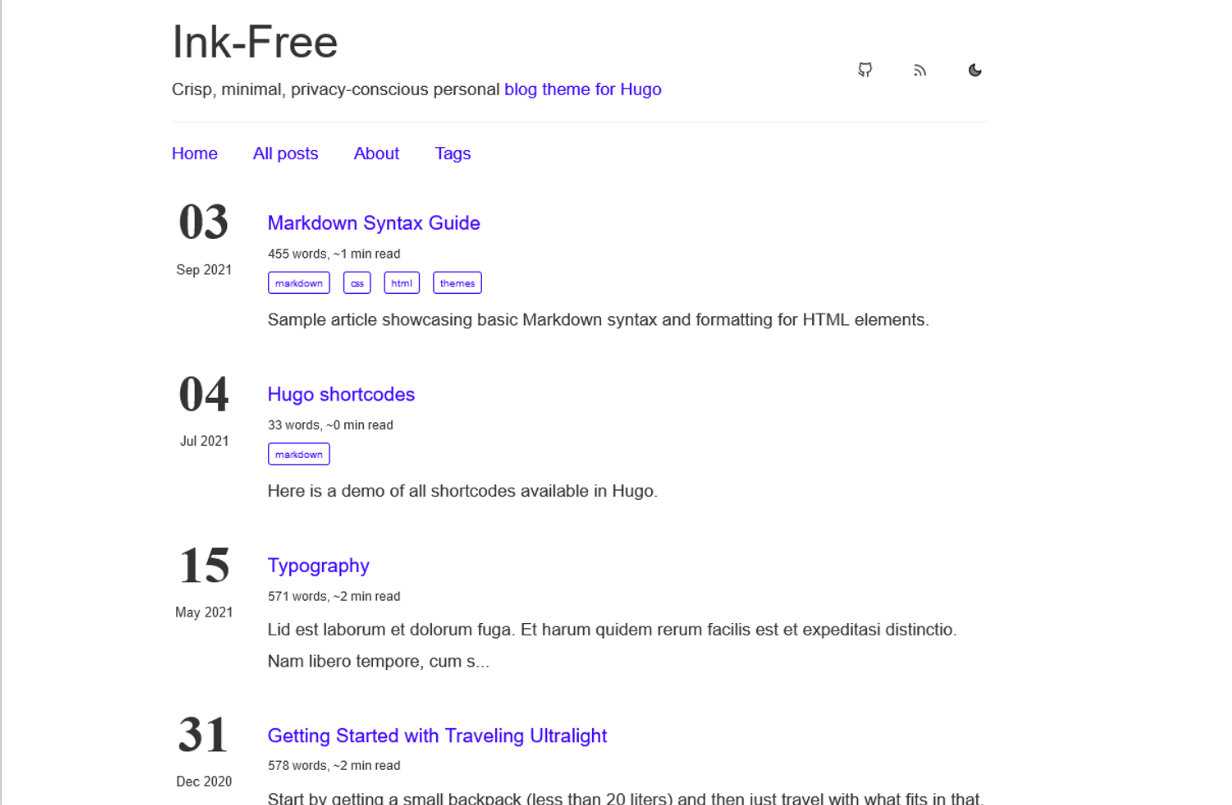 Ink-Free
Crisp, minimal, privacy-conscious personal blog theme for Hugo
Home All posts About Tags
03
Sep 2021
Markdown Syntax Guide
455 words, ~1 min read
markdown css html themes
Sample article showcasing basic Markdown syntax and formatting for HTML elements.
04
Jul 2021
Hugo shortcodes
33 words, ~0 min read
markdown
Here is a demo of all shortcodes available in Hugo.
15
May 2021
Typography
571 words, ~2 min read
Lid est laborum et dolorum fuga. Et harum quidem rerum facilis est et expeditasi distinctio.
Nam libero tempore, cum s...
31
Dec 2020
Getting Started with Traveling Ultralight
578 words, ~2 min read
Start by getting a small backpack (less than 20 liters) and then just travel with what fits in that.